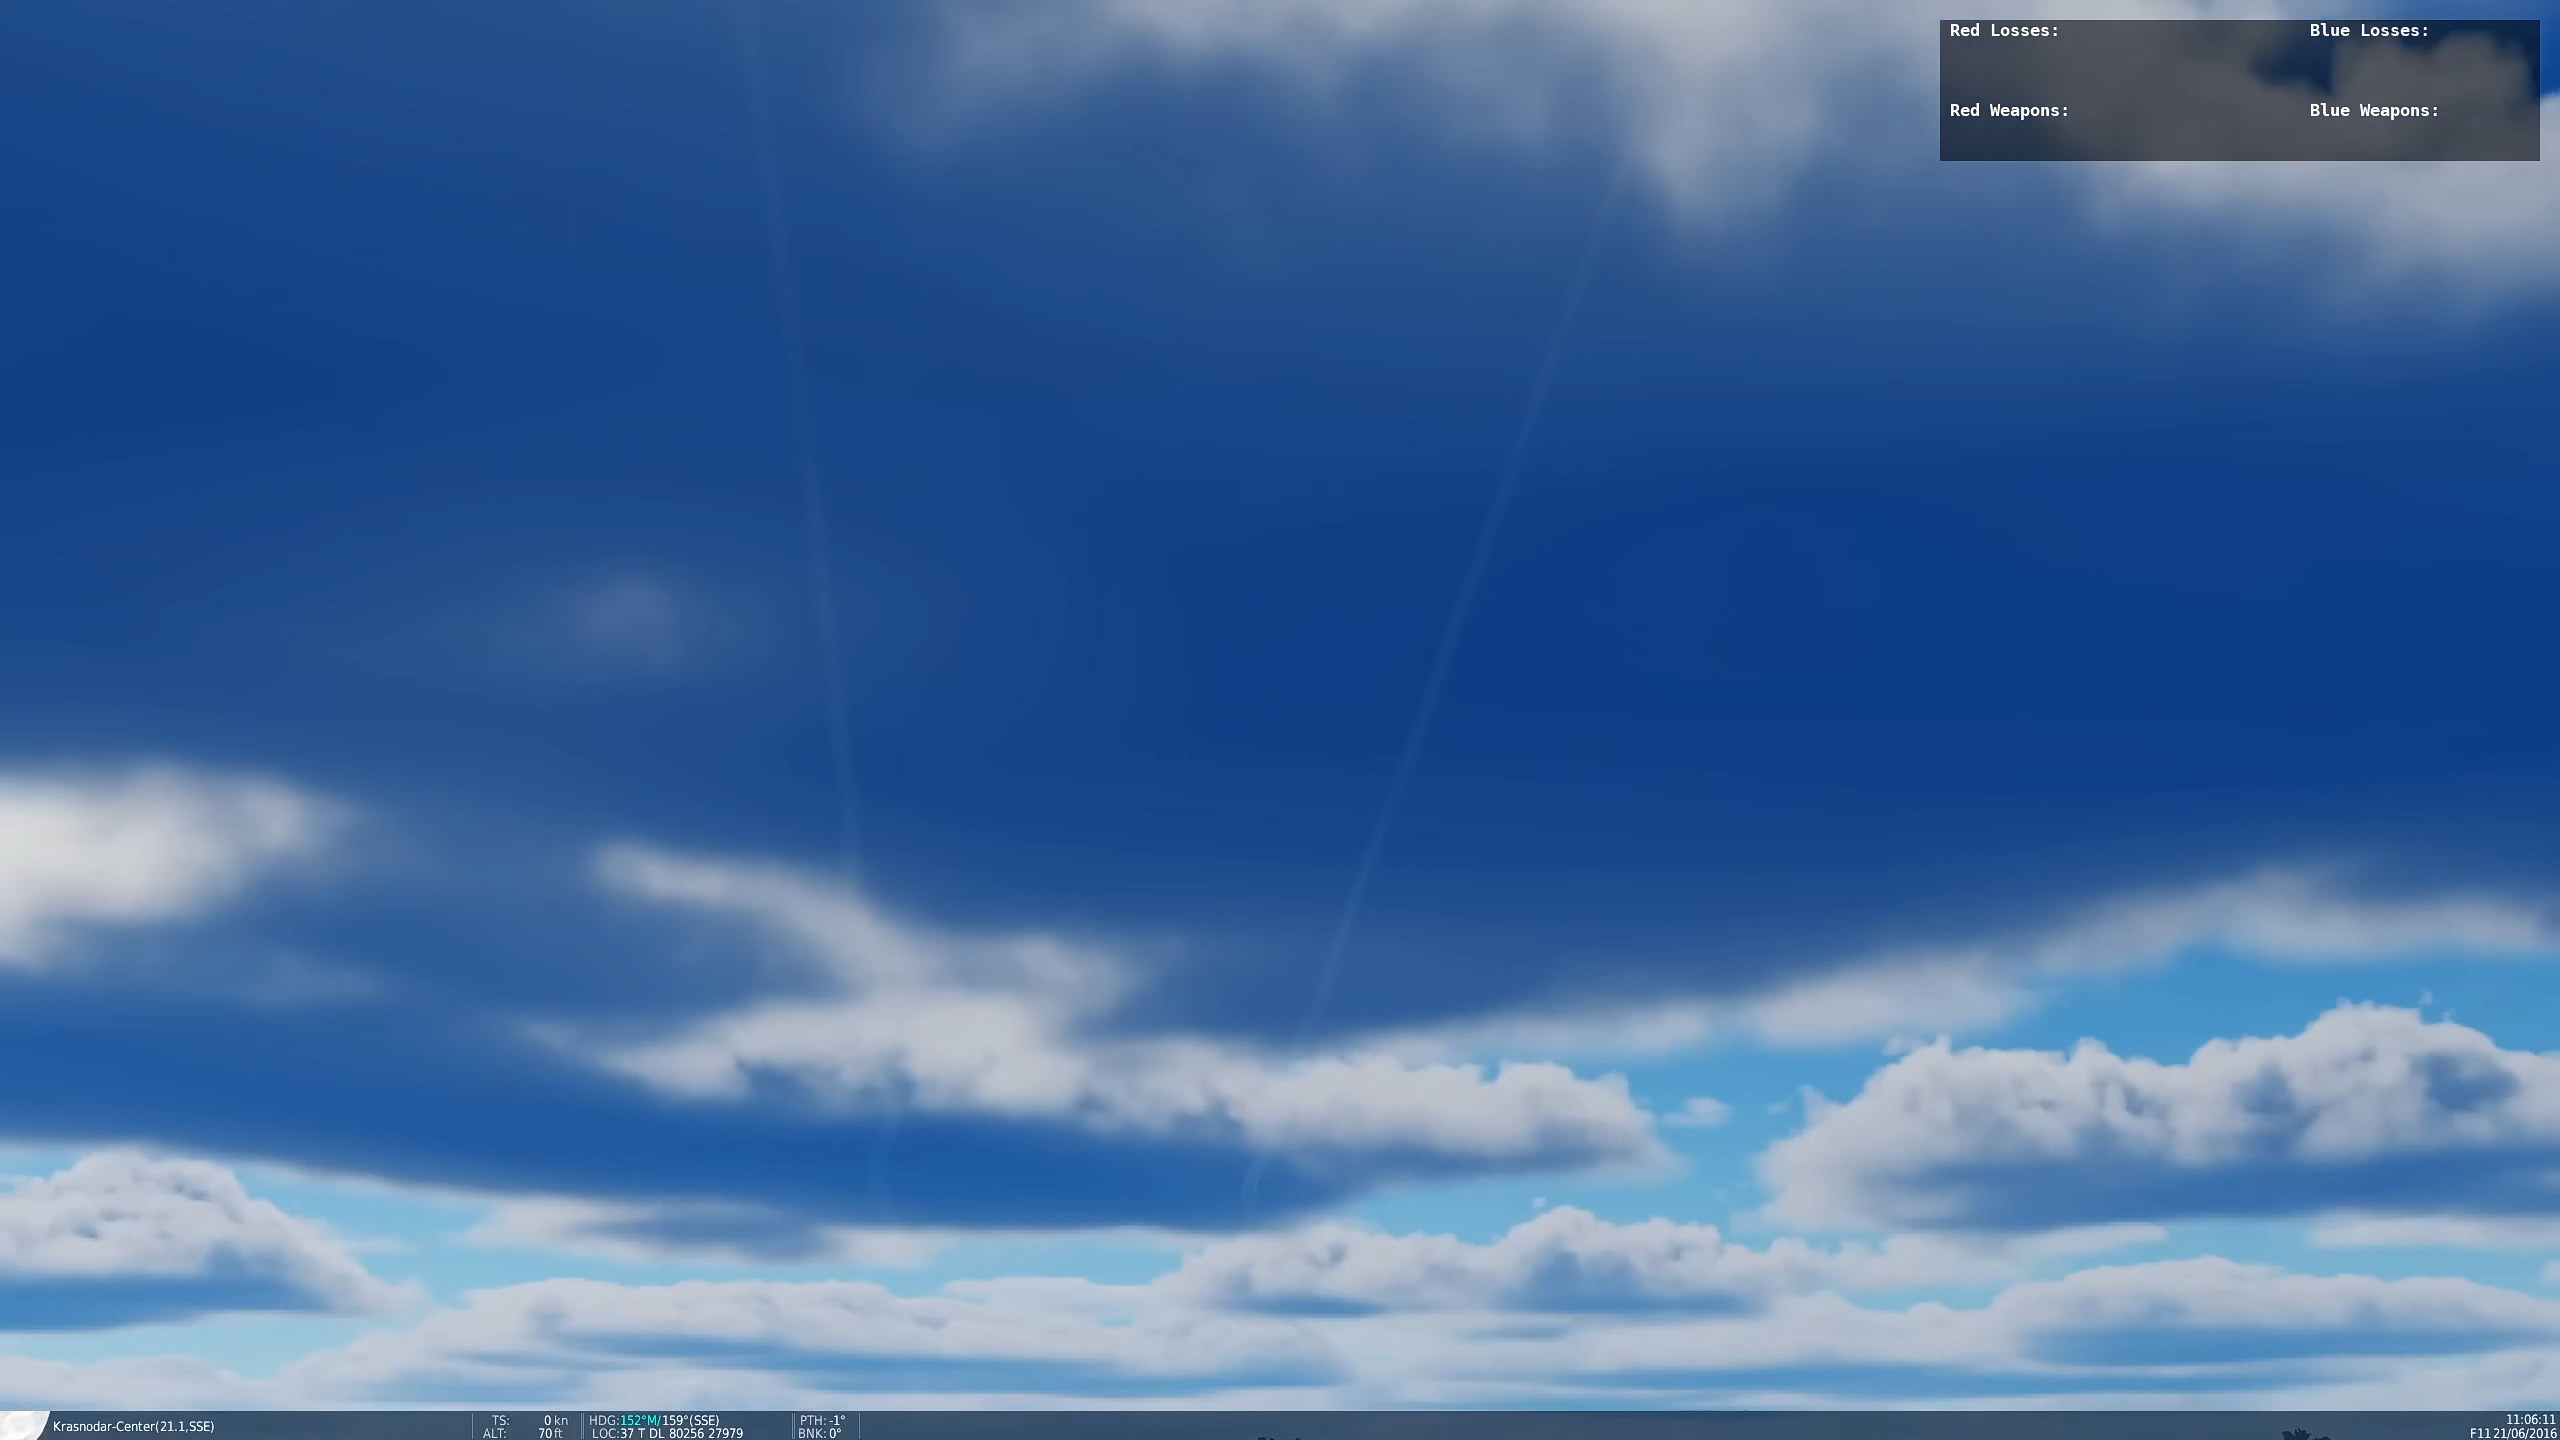 Red Losses: Blue Losses:
Red Weapons: Blue Weapons:
Krasnodar-Center(21.1,SSE)
TS: 0 kn HDG:152°M/159°(SSE) PTH: -1° 11:06:11
ALT: 70 ft LOC:37 T DL 80256 27979 BNK: 0° F11 21/06/2016